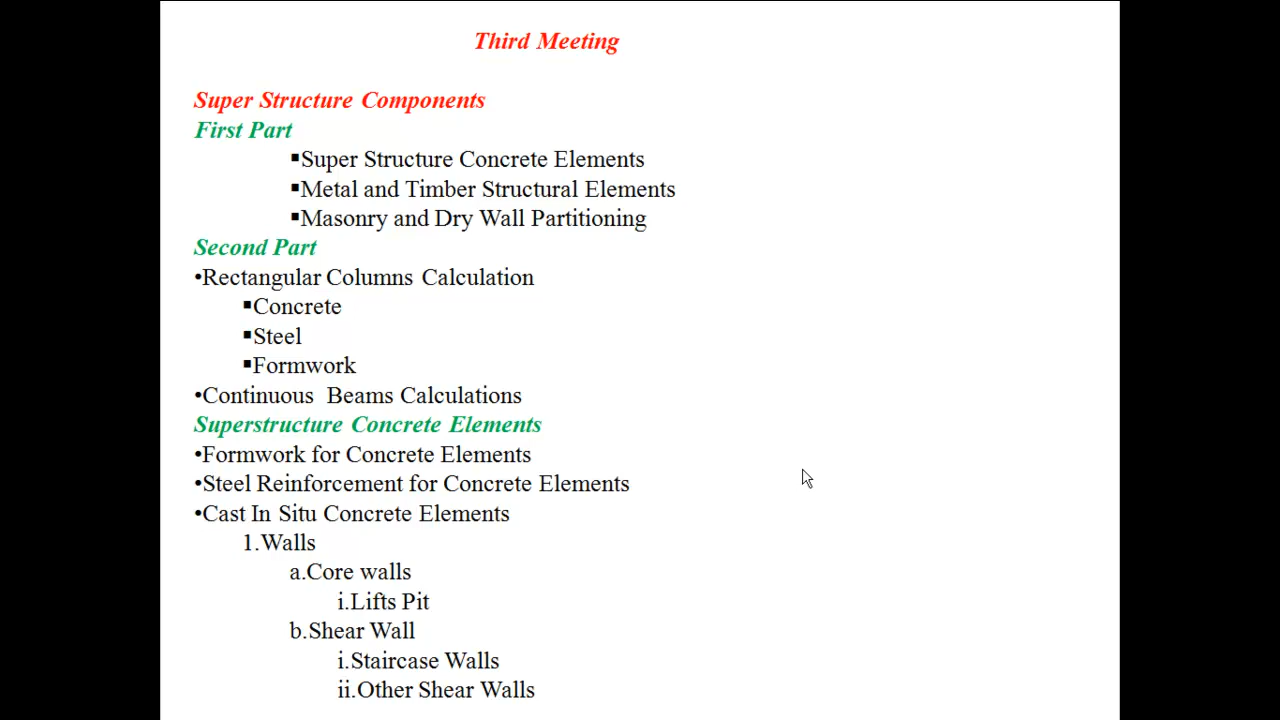 Third Meeting
Super Structure Components
First Part
▪Super Structure Concrete Elements
▪Metal and Timber Structural Elements
▪Masonry and Dry Wall Partitioning
Second Part
•Rectangular Columns Calculation
▪Concrete
▪Steel
▪Formwork
•Continuous Beams Calculations
Superstructure Concrete Elements
•Formwork for Concrete Elements
•Steel Reinforcement for Concrete Elements
•Cast In Situ Concrete Elements
1.Walls
a.Core walls
i.Lifts Pit
b.Shear Wall
i.Staircase Walls
ii.Other Shear Walls